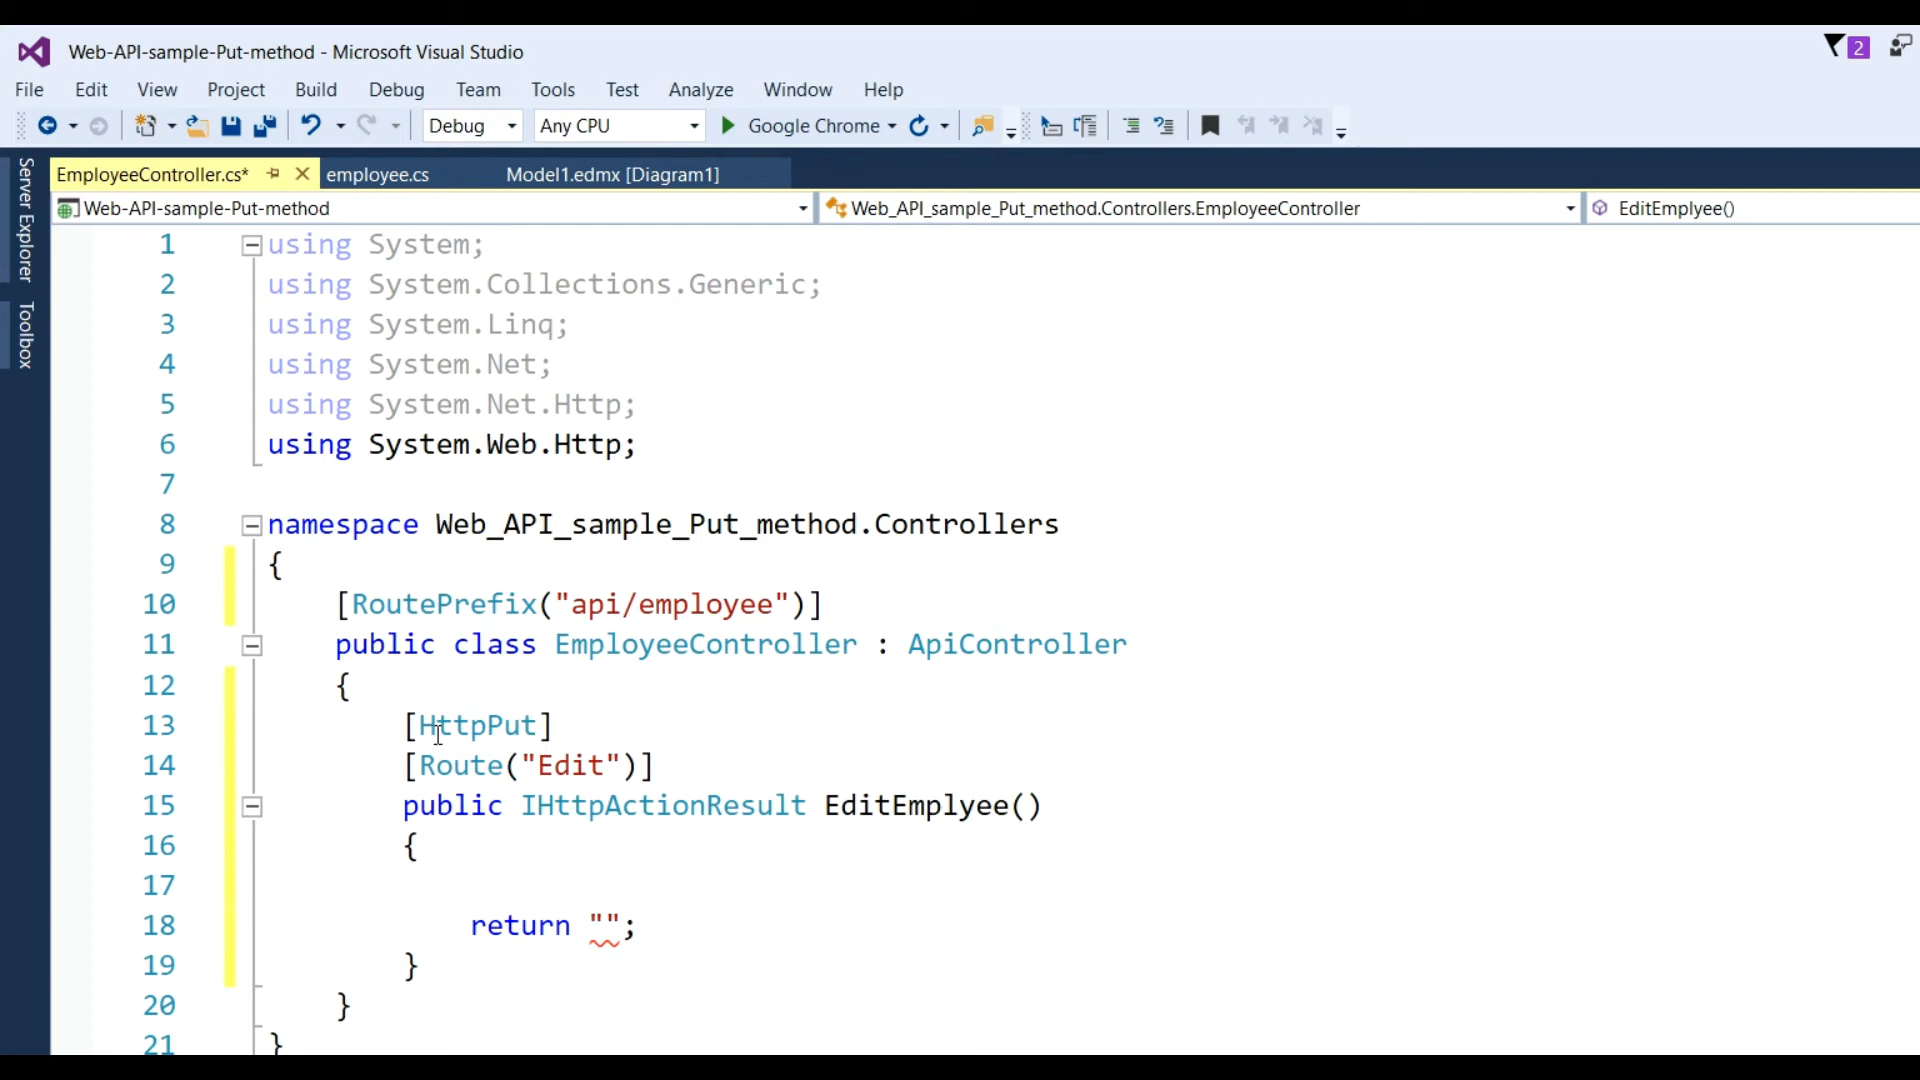 Web-API-sample-Put-method - Microsoft Visual Studio
2
File Edit View Project Build Debug Team Tools Test Analyze Window Help
Debug Any CPU Google Chrome
Server Explorer
Toolbox
EmployeeController.cs* employee.cs Model1.edmx [Diagram1]
Web-API-sample-Put-method Web_API_sample_Put_method.Controllers.EmployeeController EditEmplyee()
1 using System;
2 using System.Collections.Generic;
3 using System.Linq;
4 using System.Net;
5 using System.Net.Http;
6 using System.Web.Http;
7
8 namespace Web_API_sample_Put_method.Controllers
9 {
10 [RoutePrefix("api/employee")]
11 public class EmployeeController : ApiController
12 {
13 [HttpPut]
14 [Route("Edit")]
15 public IHttpActionResult EditEmplyee()
16 {
17
18 return "";
19 }
20 }
21 }